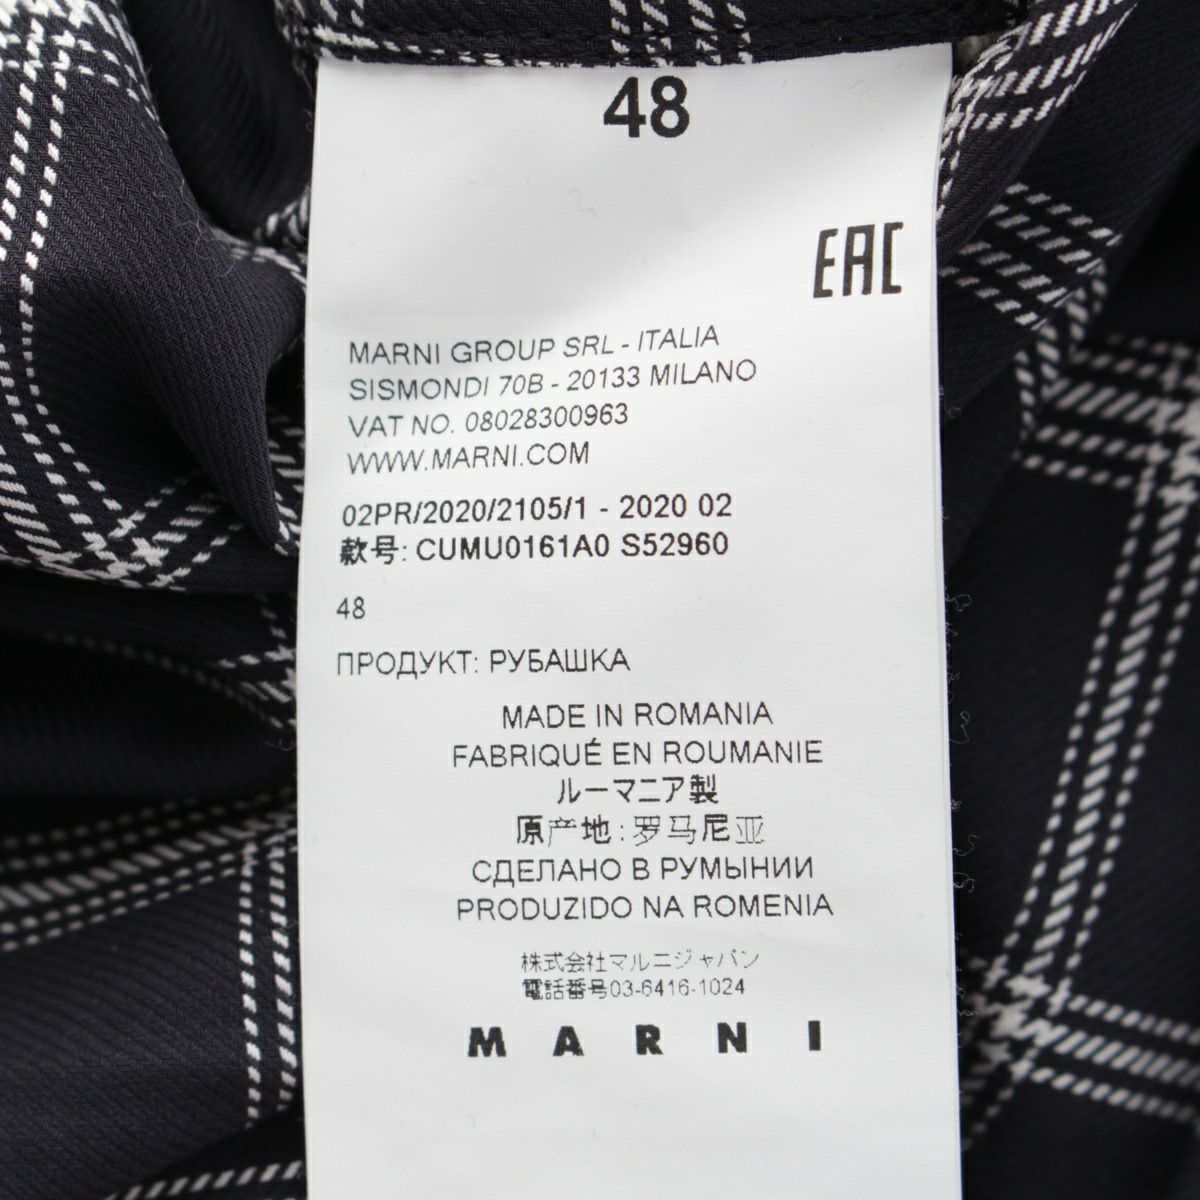 48
EAC
MARNI GROUP SRL - ITALIA
SISMONDI 70B - 20133 MILANO
VAT NO. 08028300963
WWW.MARNI.COM
02PR/2020/2105/1 - 2020 02
款号: CUMU0161A0 S52960
48
ПРОДУКТ: РУБАШКА
MADE IN ROMANIA
FABRIQUÉ EN ROUMANIE
ルーマニア製
原产地:罗马尼亚
СДЕЛАНО В РУМЫНИИ
PRODUZIDO NA ROMENIA
株式会社マルニジャパン
電話番号03-6416-1024
MARNI